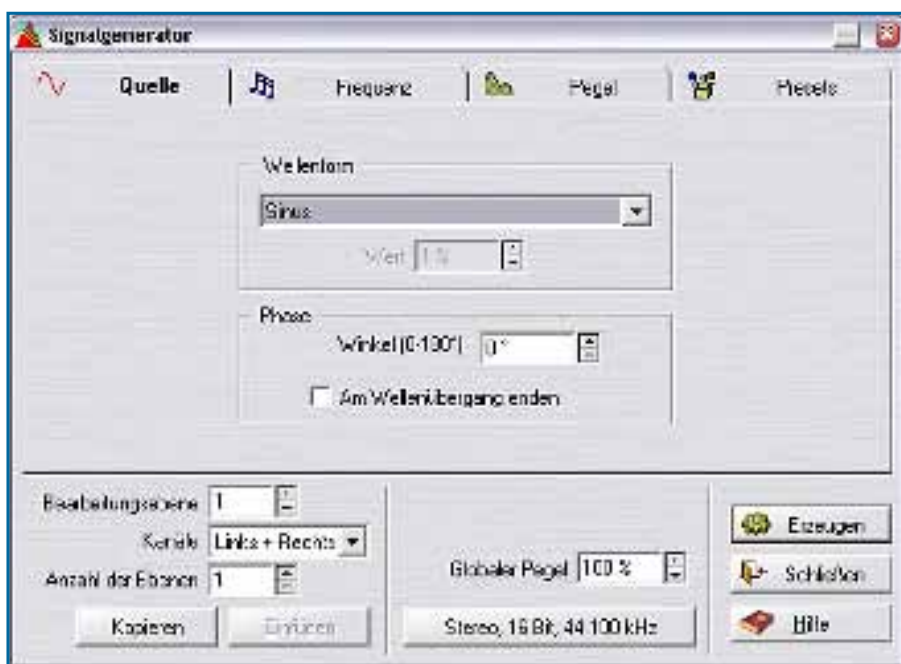 Signalgenerator
Quelle
Frequenz
Pegel
Presets
Wellenform
Sinus
Wert 1 %
Phase
Winkel (0-180°) 0 °
Am Wellenübergang enden
Bearbeitungsebene 1
Kanäle Links + Rechts
Anzahl der Ebenen 1
Kopieren
Einfügen
Globaler Pegel 100 %
Stereo, 16 Bit, 44.100 kHz
Erzeugen
Schließen
Hilfe